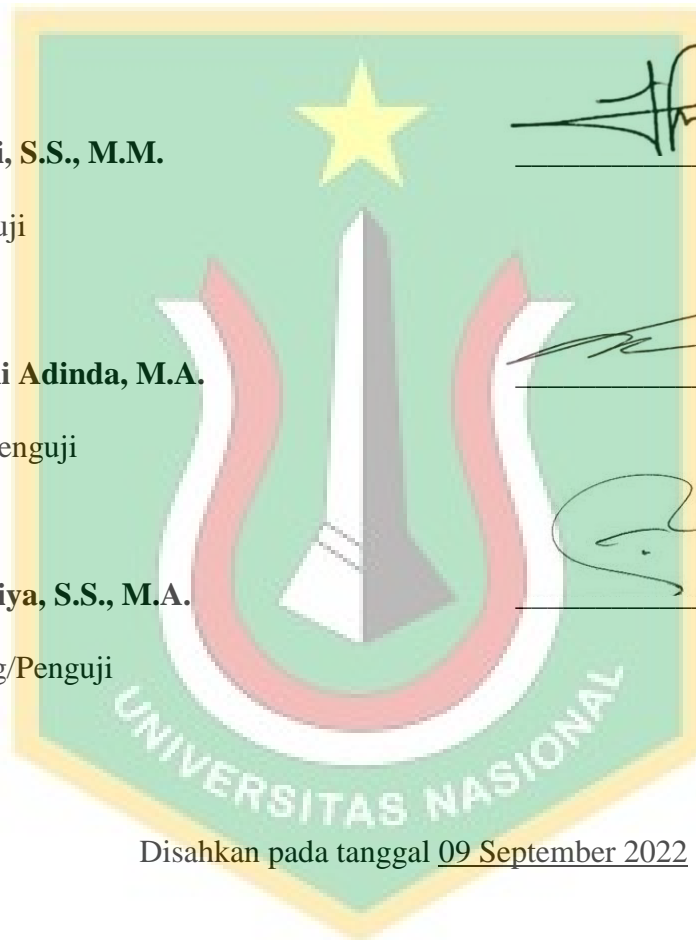 i, S.S., M.M.
uji
i Adinda, M.A.
enguji
iya, S.S., M.A.
g/Penguji
UNIVERSITAS NASIONAL
Disahkan pada tanggal 09 September 2022